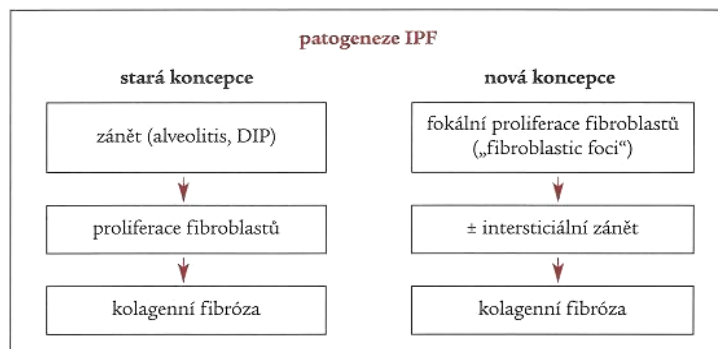 patogeneze IPF
stará koncepce
zánět (alveolitis, DIP)
proliferace fibroblastů
kolagenní fibróza
nová koncepce
fokální proliferace fibroblastů
(„fibroblastic foci“)
± intersticiální zánět
kolagenní fibróza